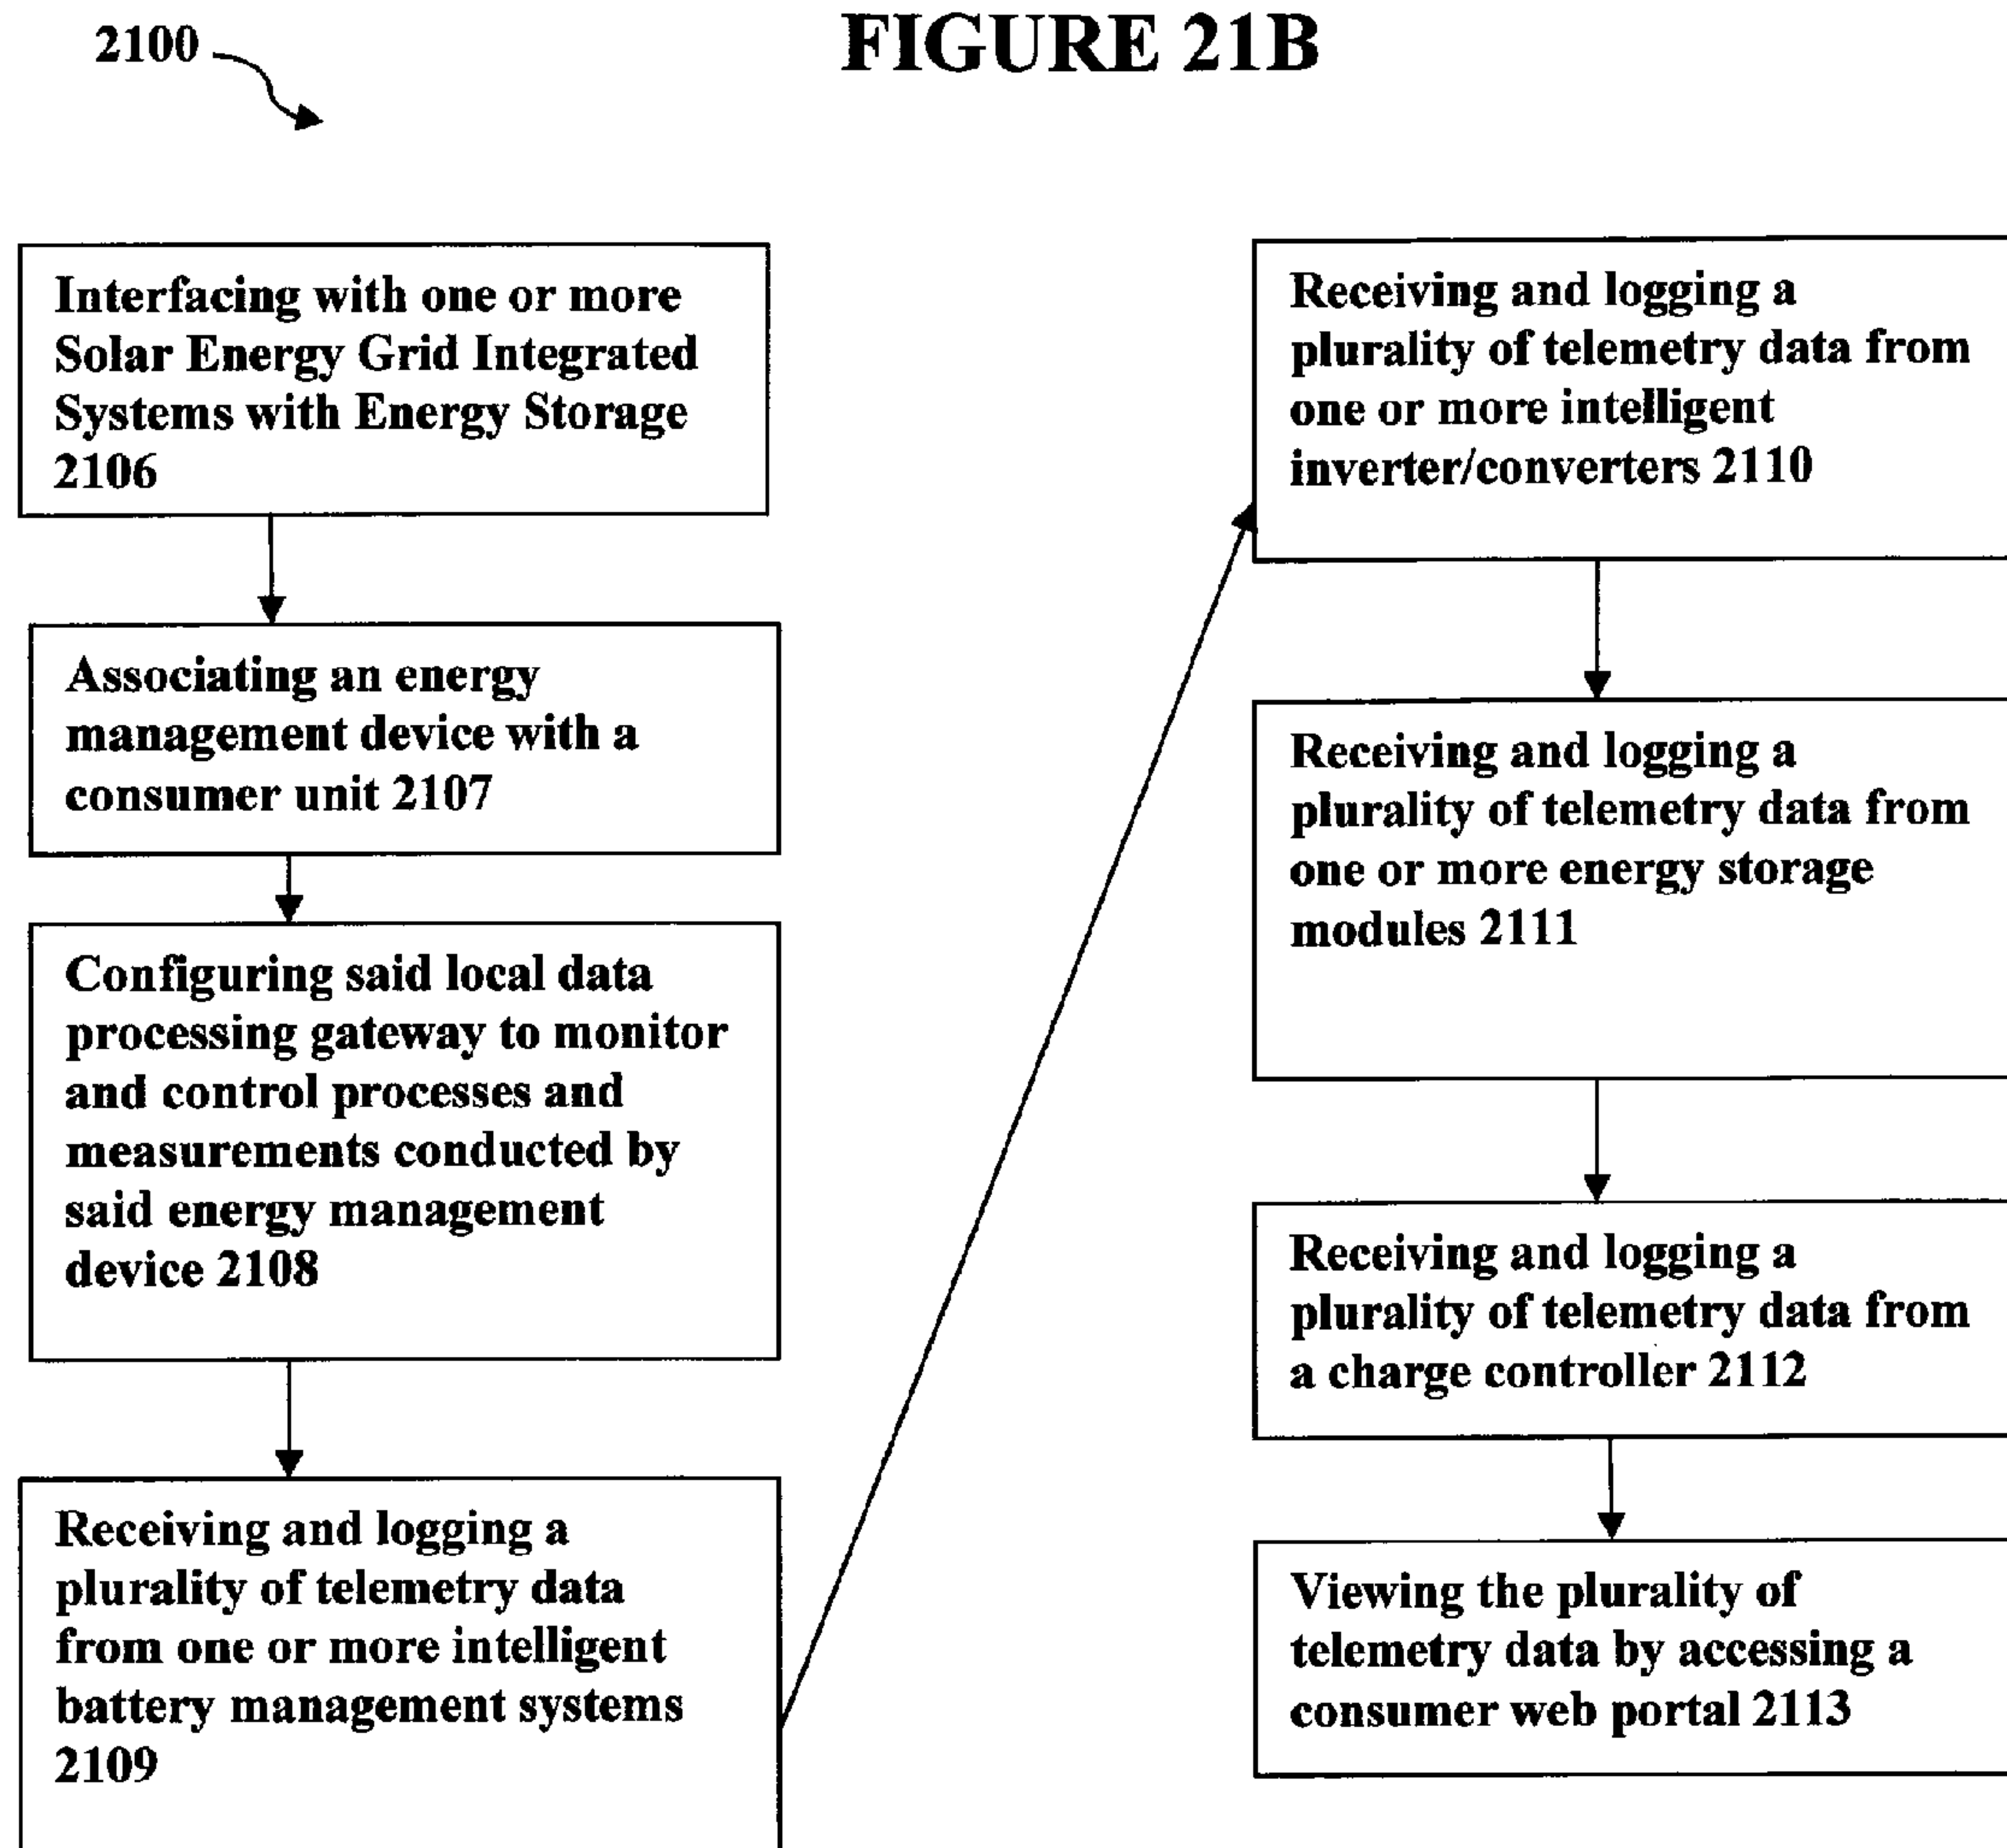 2100
FIGURE 21B
Interfacing with one or more
Solar Energy Grid Integrated
Systems with Energy Storage
2106
Associating an energy
management device with a
consumer unit 2107
Configuring said local data
processing gateway to monitor
and control processes and
measurements conducted by
said energy management
device 2108
Receiving and logging a
plurality of telemetry data
from one or more intelligent
battery management systems
2109
Receiving and logging a
plurality of telemetry data from
one or more intelligent
inverter/converters 2110
Receiving and logging a
plurality of telemetry data from
one or more energy storage
modules 2111
Receiving and logging a
plurality of telemetry data from
a charge controller 2112
Viewing the plurality of
telemetry data by accessing a
consumer web portal 2113